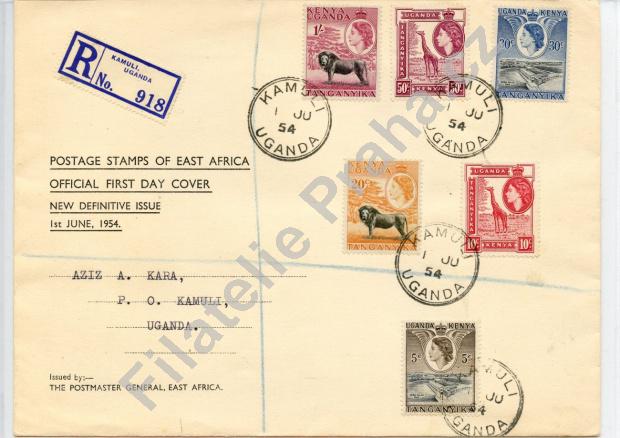 R
KAMULI,
UGANDA
No. 918
1/-
KENYA
UGANDA
TANGANYIKA
UGANDA
TANGANYIKA
50c 50c
KENYA
UGANDA KENYA
30c
TANGANYIKA
KAMULI
1 JU
54
UGANDA
KAMULI
1 JU
54
UGANDA
POSTAGE STAMPS OF EAST AFRICA
OFFICIAL FIRST DAY COVER
NEW DEFINITIVE ISSUE
1st JUNE, 1954.
KENYA
UGANDA
20c
TANGANYIKA
UGANDA
TANGANYIKA
10c 10c
KENYA
KAMULI
1 JU
54
UGANDA
AZIZ A. KARA,
P. O. KAMULI,
UGANDA.
UGANDA KENYA
5c 5c
TANGANYIKA
KAMULI
JU
54
UGANDA
Issued by:—
THE POSTMASTER GENERAL, EAST AFRICA.
Filatelie Praha.cz